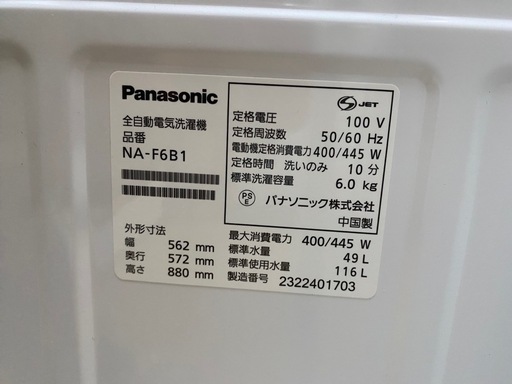 Panasonic
全自動電気洗濯機
品番
NA-F6B1
外形寸法
幅 562 mm
奥行 572 mm
高さ 880 mm
S JET
定格電圧 100 V
定格周波数 50/60 Hz
電動機定格消費電力 400/445 W
定格時間 洗いのみ 10 分
標準洗濯容量 6.0 kg
PS E パナソニック株式会社
中国製
最大消費電力 400/445 W
標準水量 49 L
標準使用水量 116 L
製造番号 2322401703